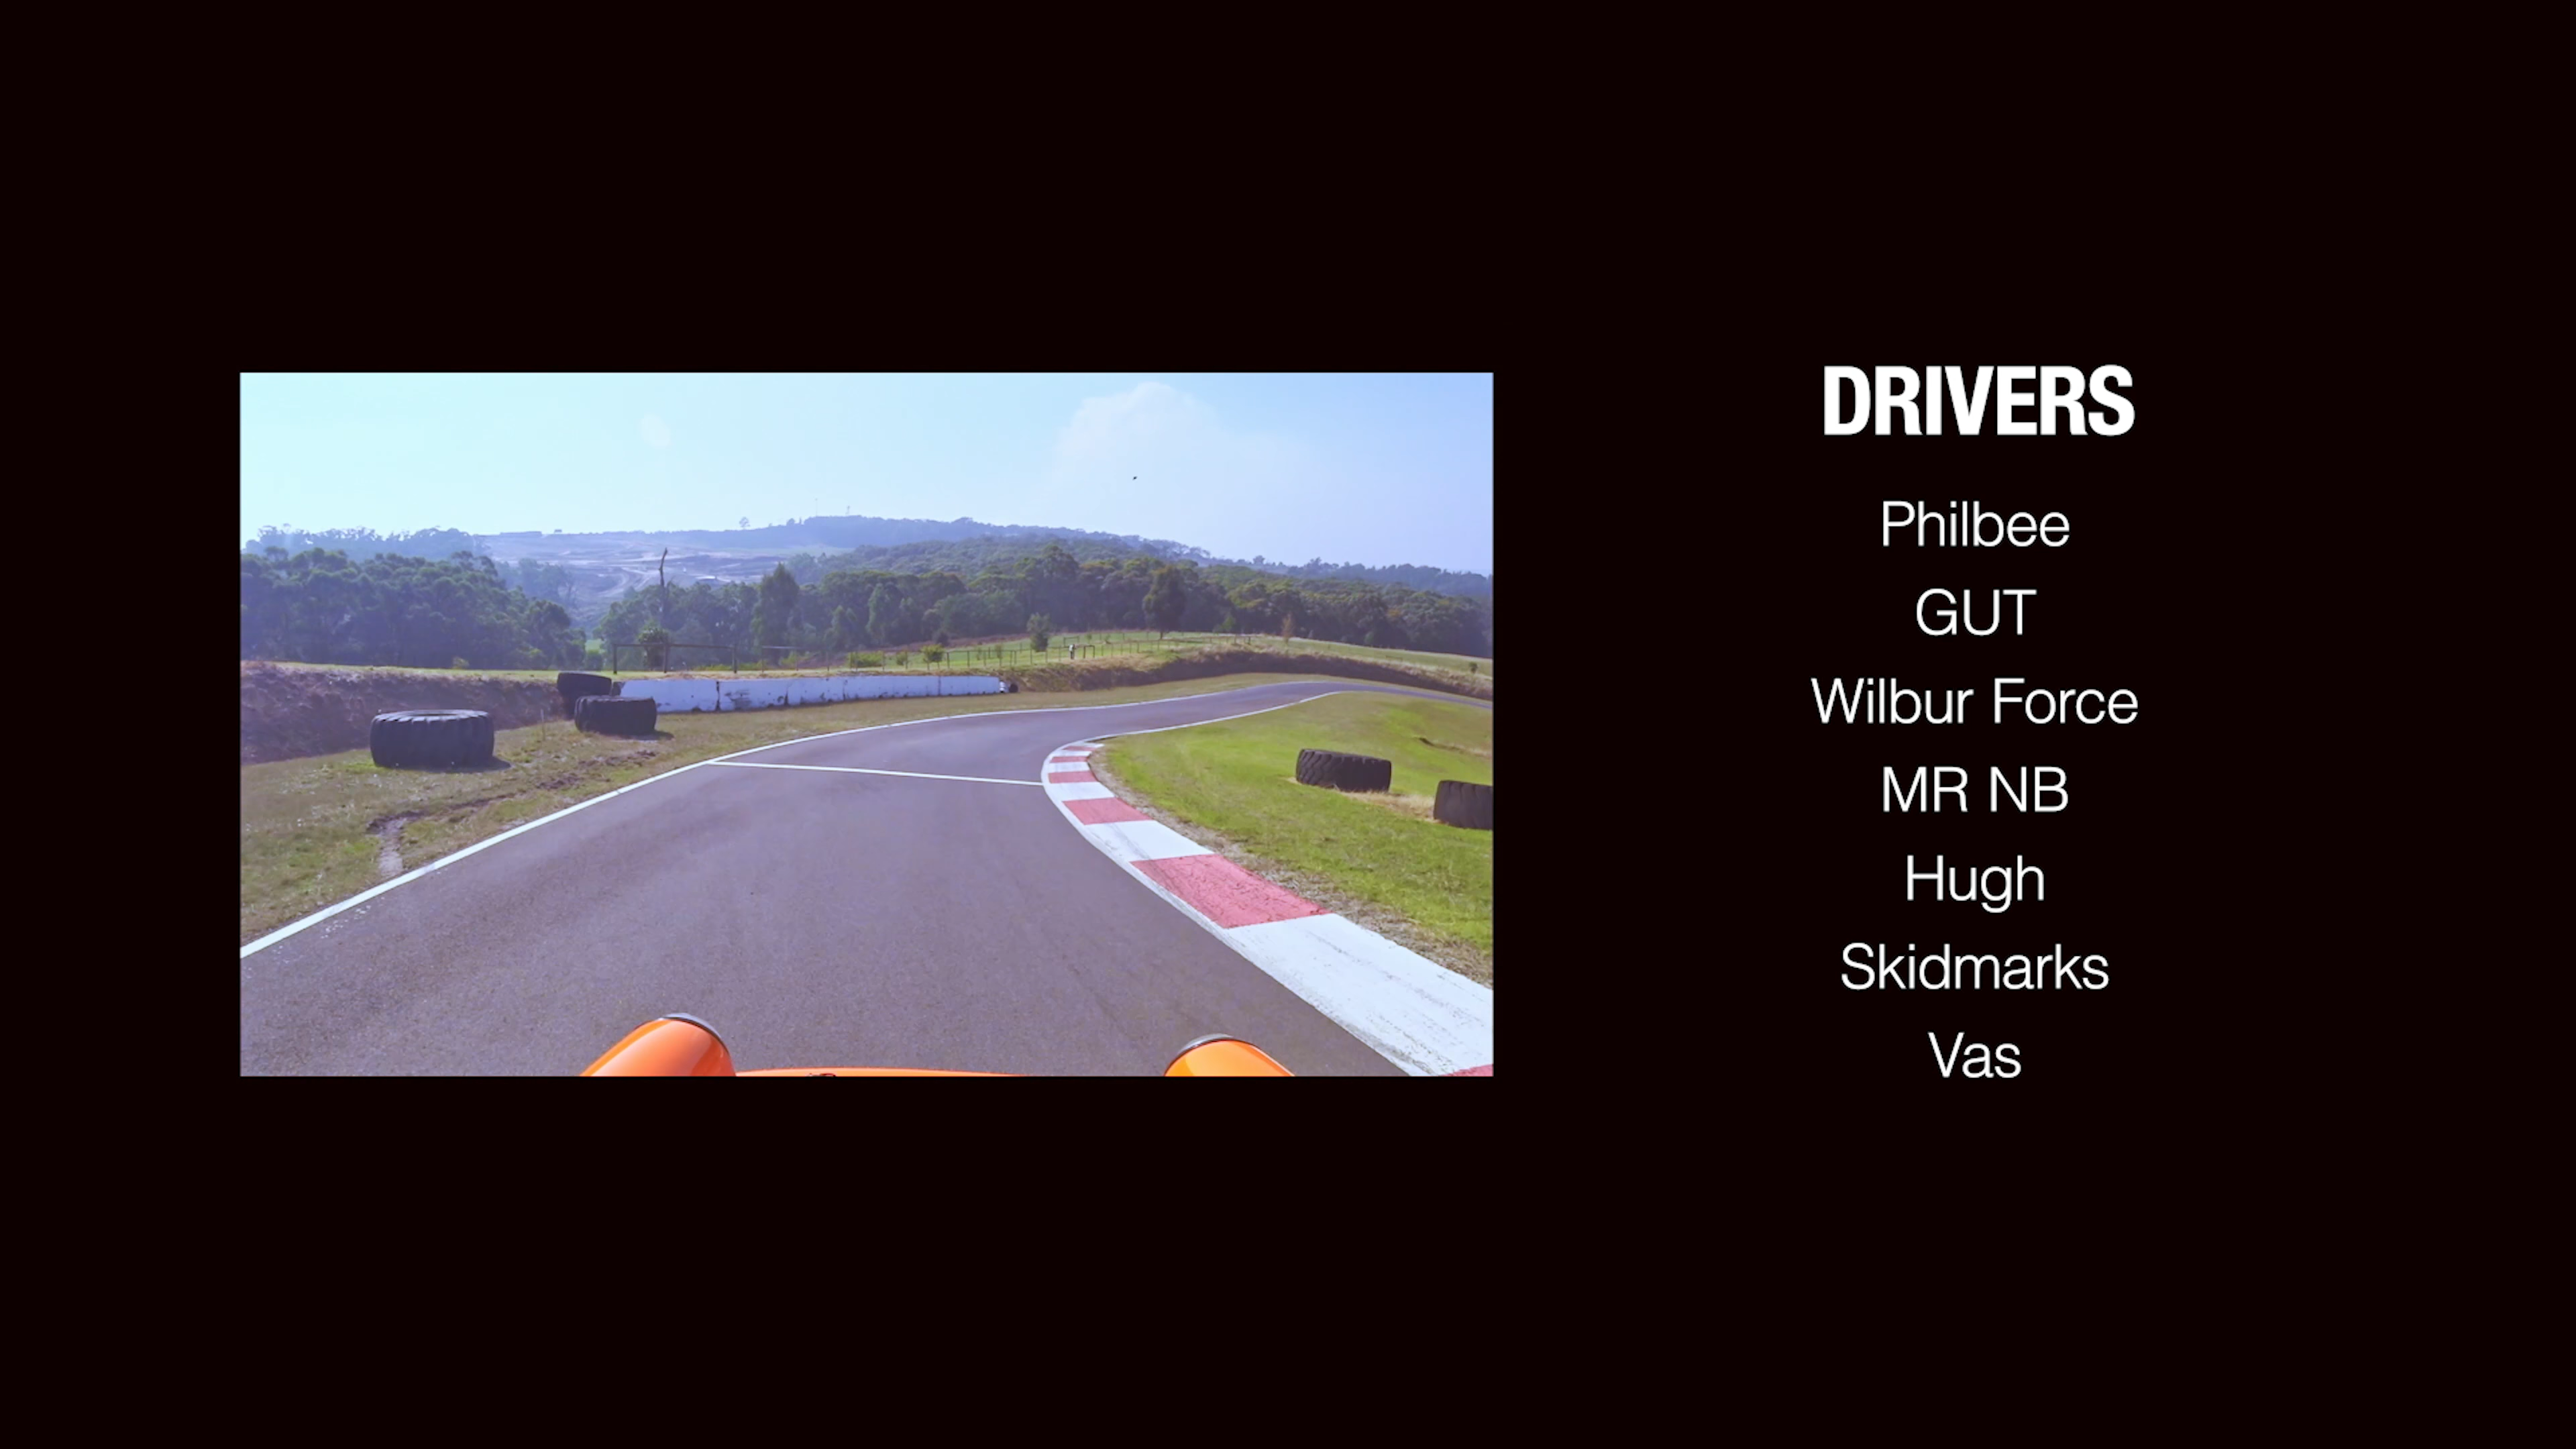 DRIVERS
Philbee
GUT
Wilbur Force
MR NB
Hugh
Skidmarks
Vas